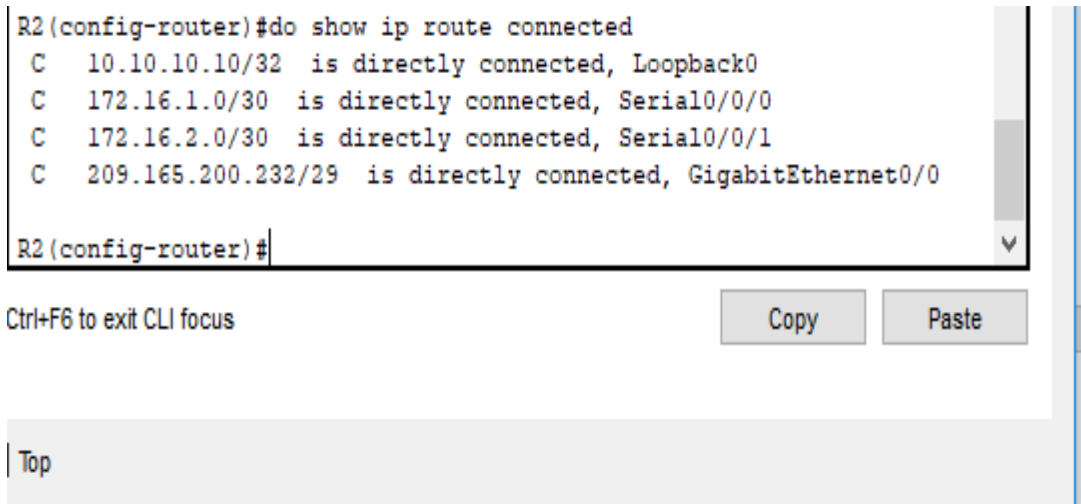 R2(config-router)#do show ip route connected
C 10.10.10.10/32 is directly connected, Loopback0
C 172.16.1.0/30 is directly connected, Serial0/0/0
C 172.16.2.0/30 is directly connected, Serial0/0/1
C 209.165.200.232/29 is directly connected, GigabitEthernet0/0
R2(config-router)#
Ctrl+F6 to exit CLI focus
Copy
Paste
Top